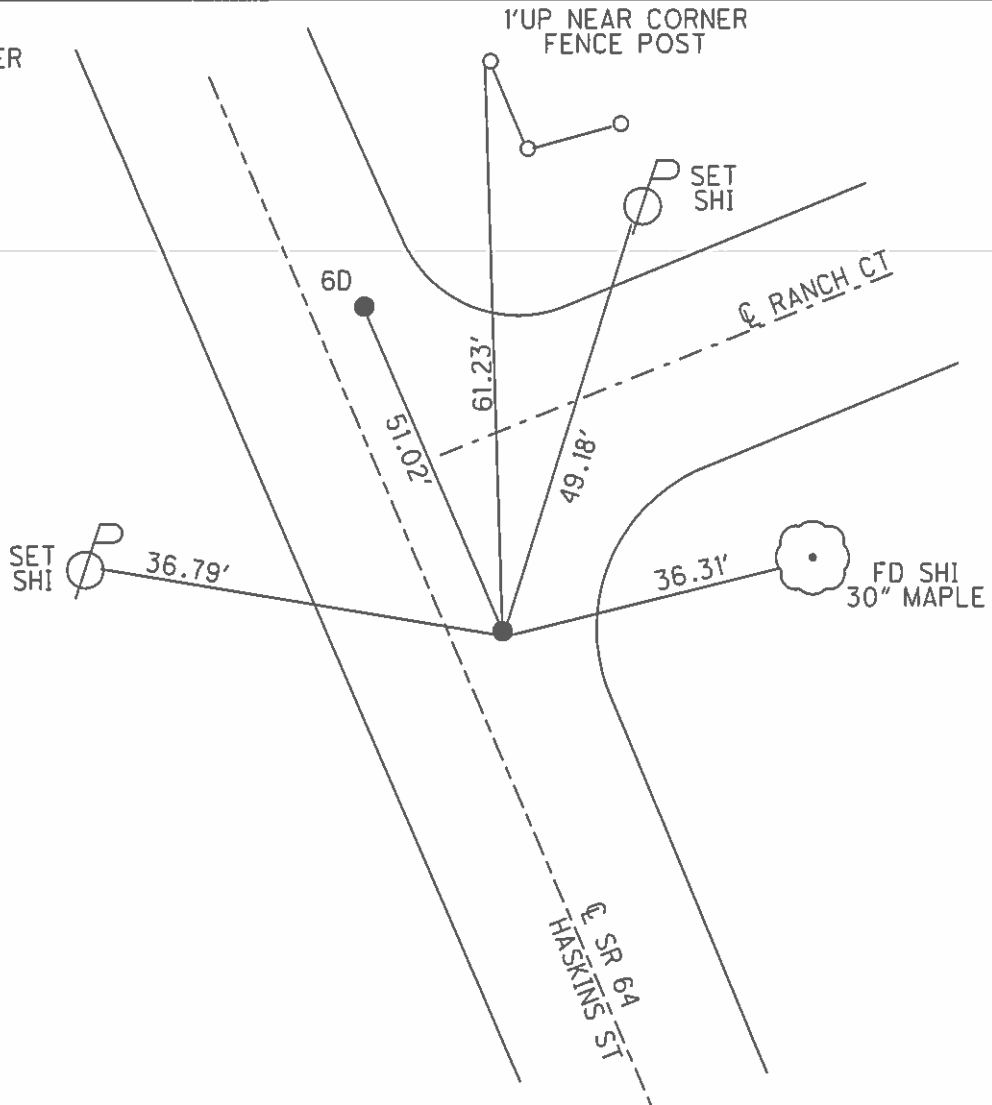 1'UP NEAR CORNER
FENCE POST
SET
SHI
6D
℄ RANCH CT
61.23'
51.02'
49.18'
SET
SHI
36.79'
36.31'
FD SHI
30" MAPLE
℄ SR 64
HASKINS ST